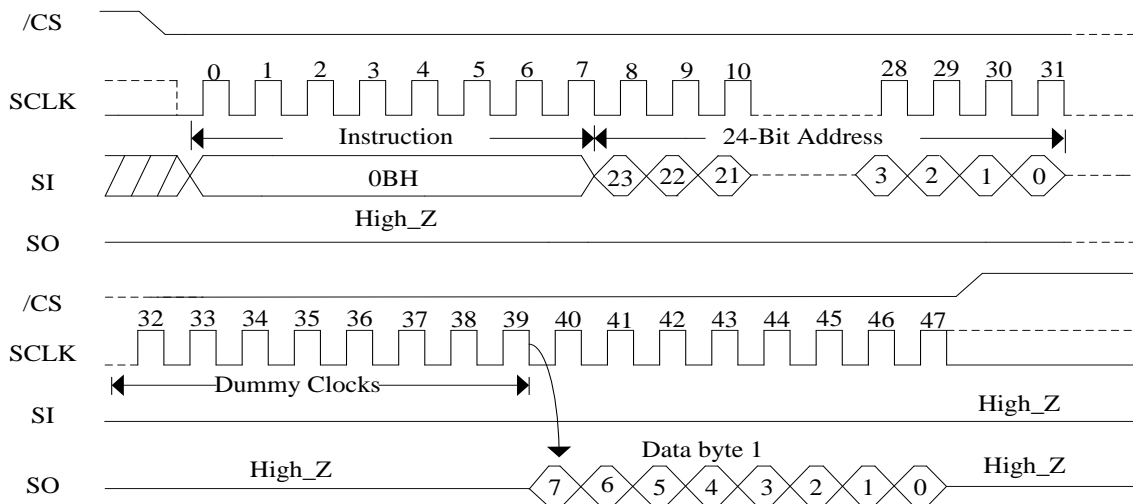 /CS
0 1 2 3 4 5 6 7 8 9 10 28 29 30 31
SCLK
Instruction 24-Bit Address
SI 0BH 23 22 21 3 2 1 0
High_Z
SO
/CS
32 33 34 35 36 37 38 39 40 41 42 43 44 45 46 47
SCLK
Dummy Clocks
SI High_Z
Data byte 1
High_Z High_Z
SO 7 6 5 4 3 2 1 0